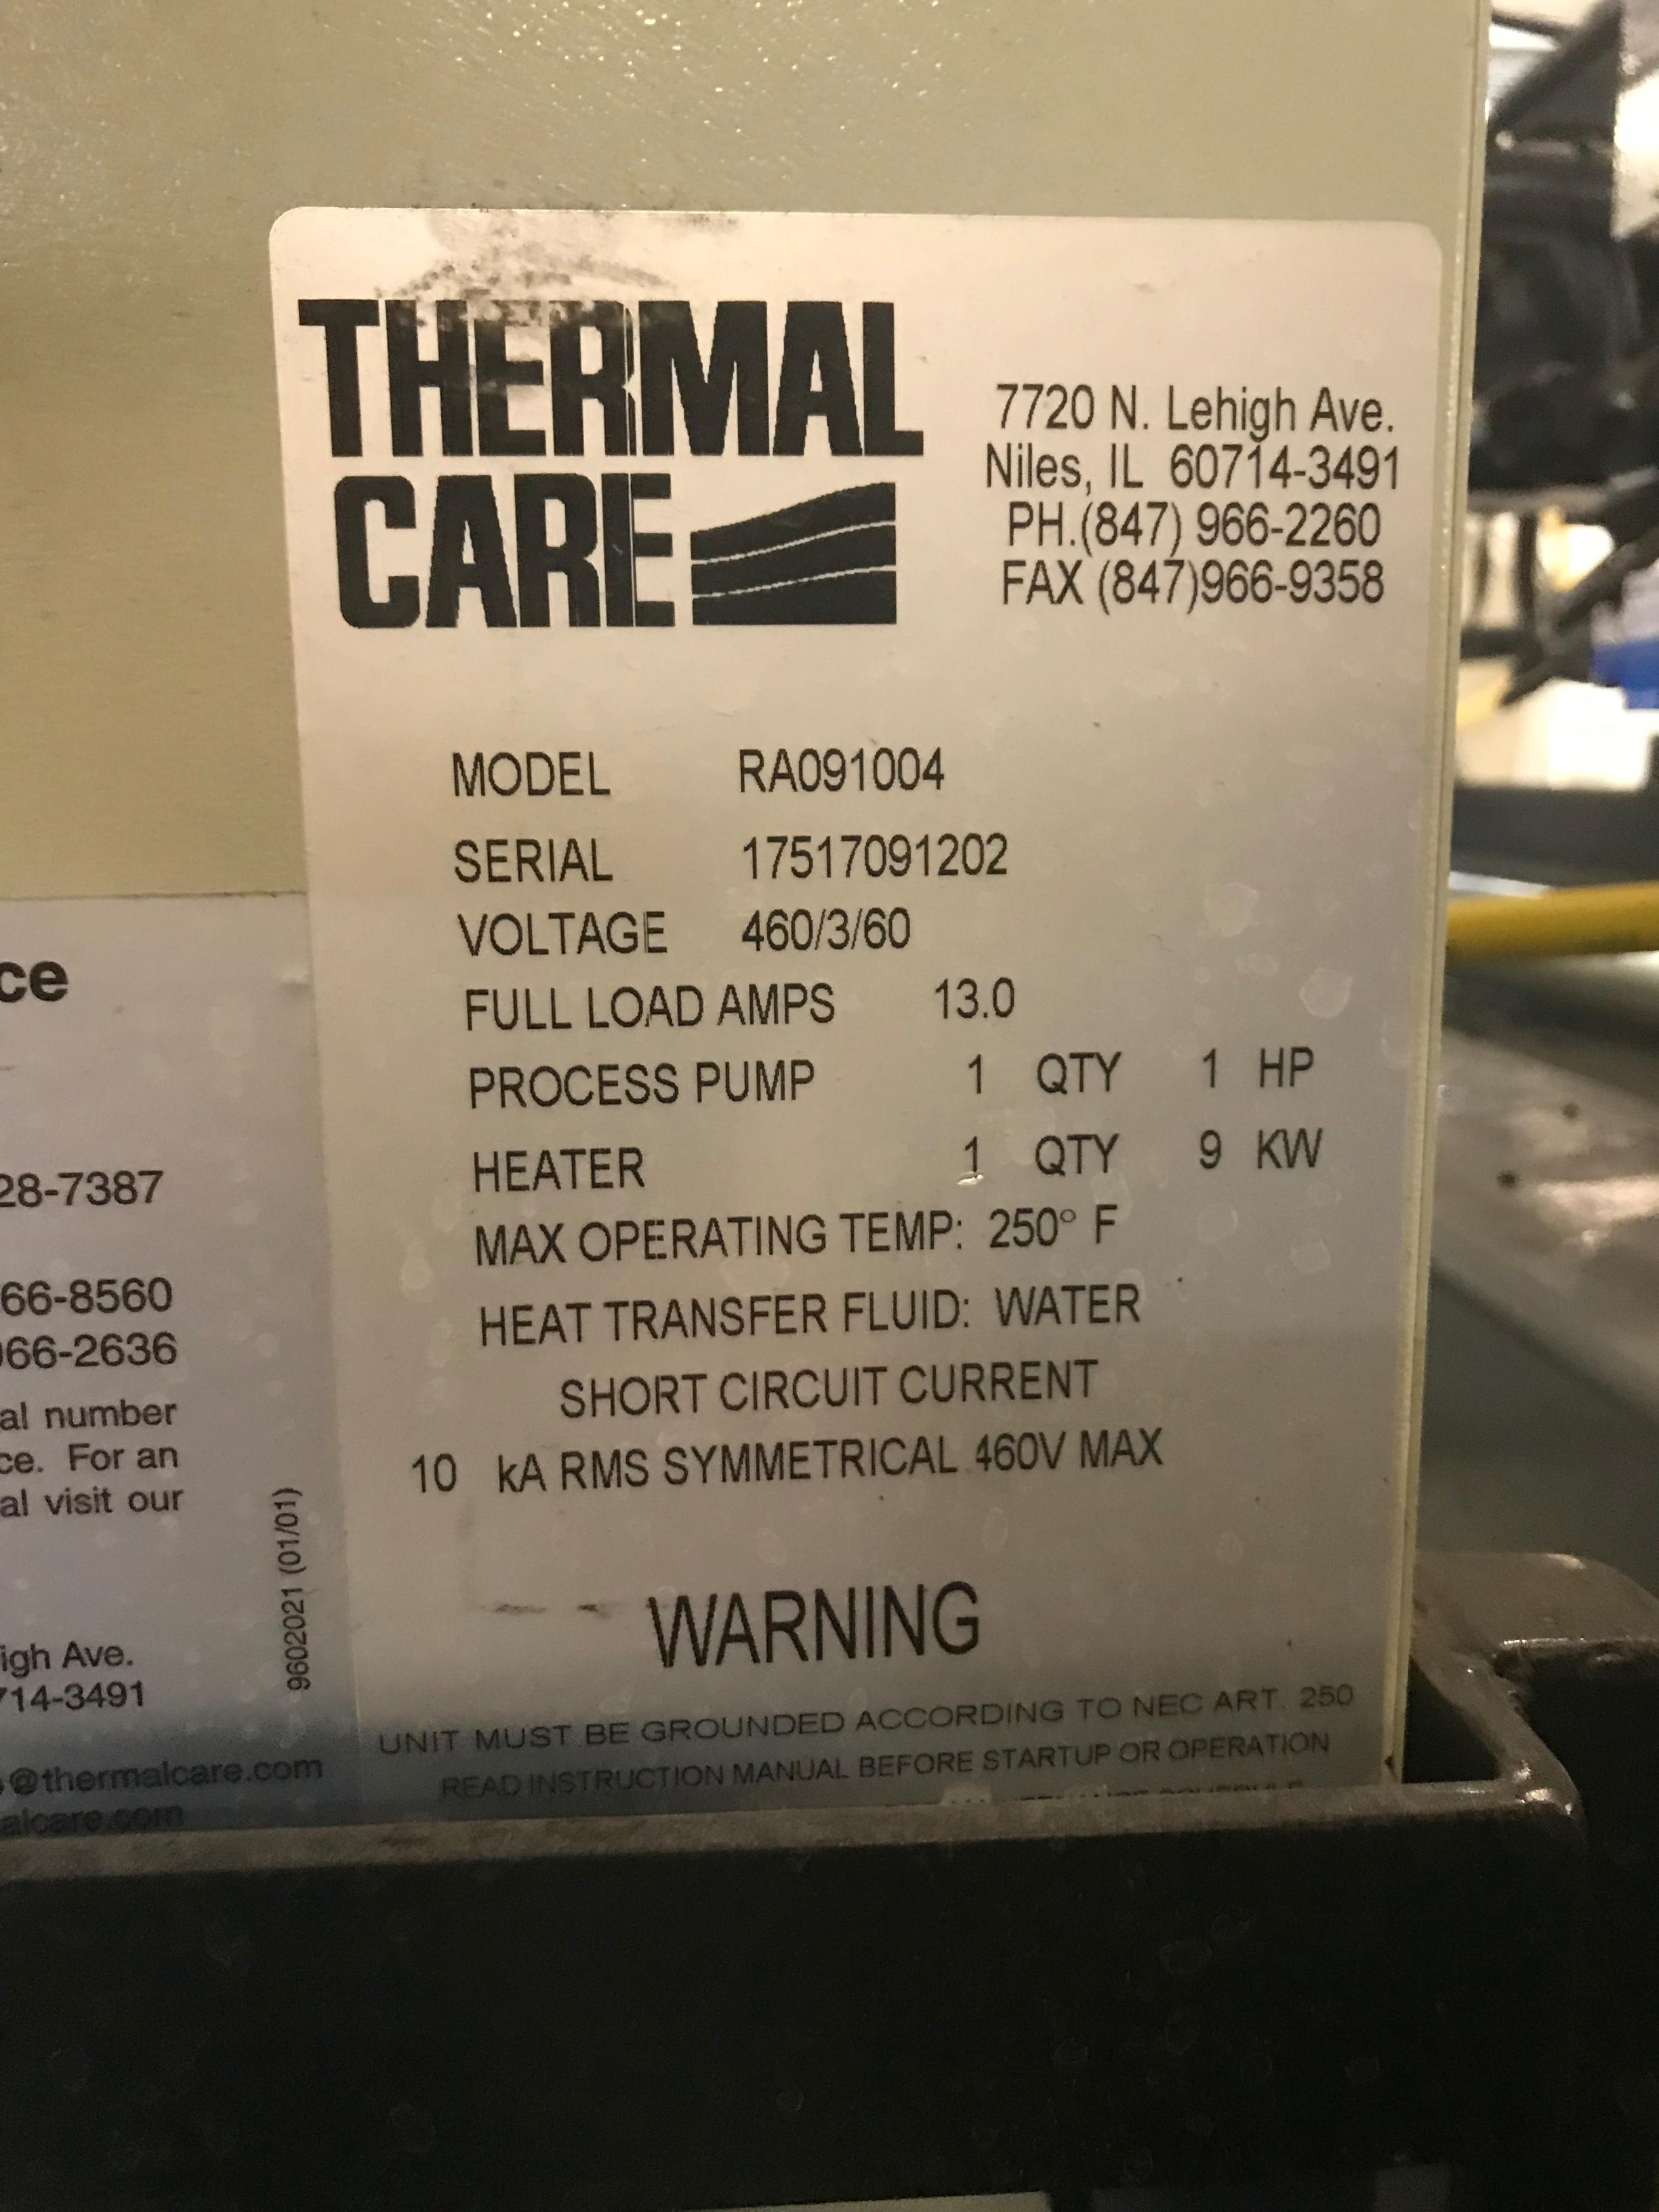 THERMAL
CARE
7720 N. Lehigh Ave.
Niles, IL 60714-3491
PH.(847) 966-2260
FAX (847)966-9358
MODEL RA091004
SERIAL 17517091202
VOLTAGE 460/3/60
FULL LOAD AMPS 13.0
PROCESS PUMP 1 QTY 1 HP
HEATER 1 QTY 9 KW
MAX OPERATING TEMP: 250° F
HEAT TRANSFER FLUID: WATER
SHORT CIRCUIT CURRENT
10 kA RMS SYMMETRICAL 460V MAX
WARNING
UNIT MUST BE GROUNDED ACCORDING TO NEC ART. 250
READ INSTRUCTION MANUAL BEFORE STARTUP OR OPERATION
ce
28-7387
66-8560
966-2636
al number
ce. For an
al visit our
9602021 (01/01)
igh Ave.
714-3491
@thermalcare.com
alcare.com